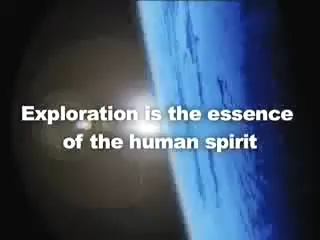 Exploration is the essence
of the human spirit